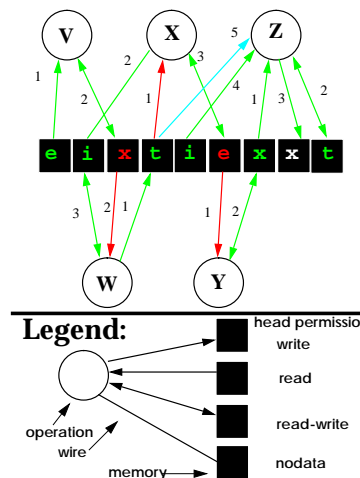 V X Z
5
1 2 2 3 4 3 2
1
e i x t i e x x t
3 2 1 1 2
W Y
Legend:
head permissio
write
read
operation
read-write
wire
memory
nodata